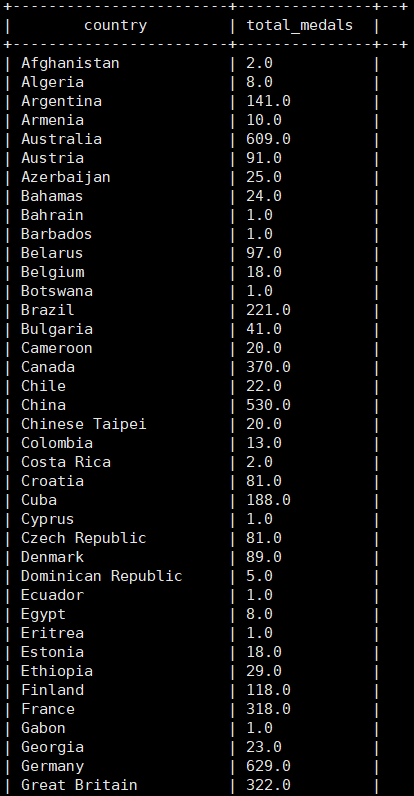 +------------------------+---------------+--+
|        country         | total_medals  |
+------------------------+---------------+--+
| Afghanistan            | 2.0           |
| Algeria                | 8.0           |
| Argentina              | 141.0         |
| Armenia                | 10.0          |
| Australia              | 609.0         |
| Austria                | 91.0          |
| Azerbaijan             | 25.0          |
| Bahamas                | 24.0          |
| Bahrain                | 1.0           |
| Barbados               | 1.0           |
| Belarus                | 97.0          |
| Belgium                | 18.0          |
| Botswana               | 1.0           |
| Brazil                 | 221.0         |
| Bulgaria               | 41.0          |
| Cameroon               | 20.0          |
| Canada                 | 370.0         |
| Chile                  | 22.0          |
| China                  | 530.0         |
| Chinese Taipei         | 20.0          |
| Colombia               | 13.0          |
| Costa Rica             | 2.0           |
| Croatia                | 81.0          |
| Cuba                   | 188.0         |
| Cyprus                 | 1.0           |
| Czech Republic         | 81.0          |
| Denmark                | 89.0          |
| Dominican Republic     | 5.0           |
| Ecuador                | 1.0           |
| Egypt                  | 8.0           |
| Eritrea                | 1.0           |
| Estonia                | 18.0          |
| Ethiopia               | 29.0          |
| Finland                | 118.0         |
| France                 | 318.0         |
| Gabon                  | 1.0           |
| Georgia                | 23.0          |
| Germany                | 629.0         |
| Great Britain          | 322.0         |